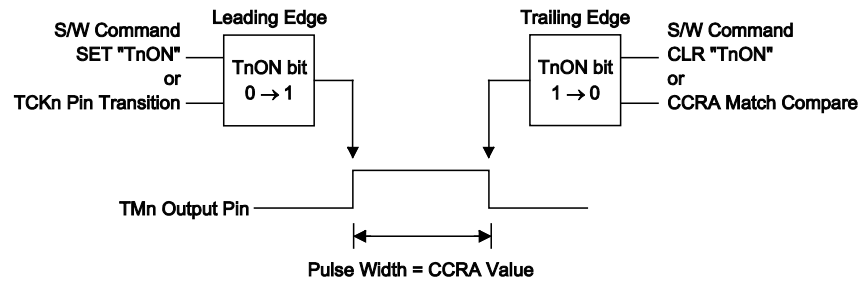 Leading Edge
S/W Command
SET "TnON"
or
TCKn Pin Transition
TnON bit
0 → 1
Trailing Edge
TnON bit
1 → 0
S/W Command
CLR "TnON"
or
CCRA Match Compare
TMn Output Pin
Pulse Width = CCRA Value